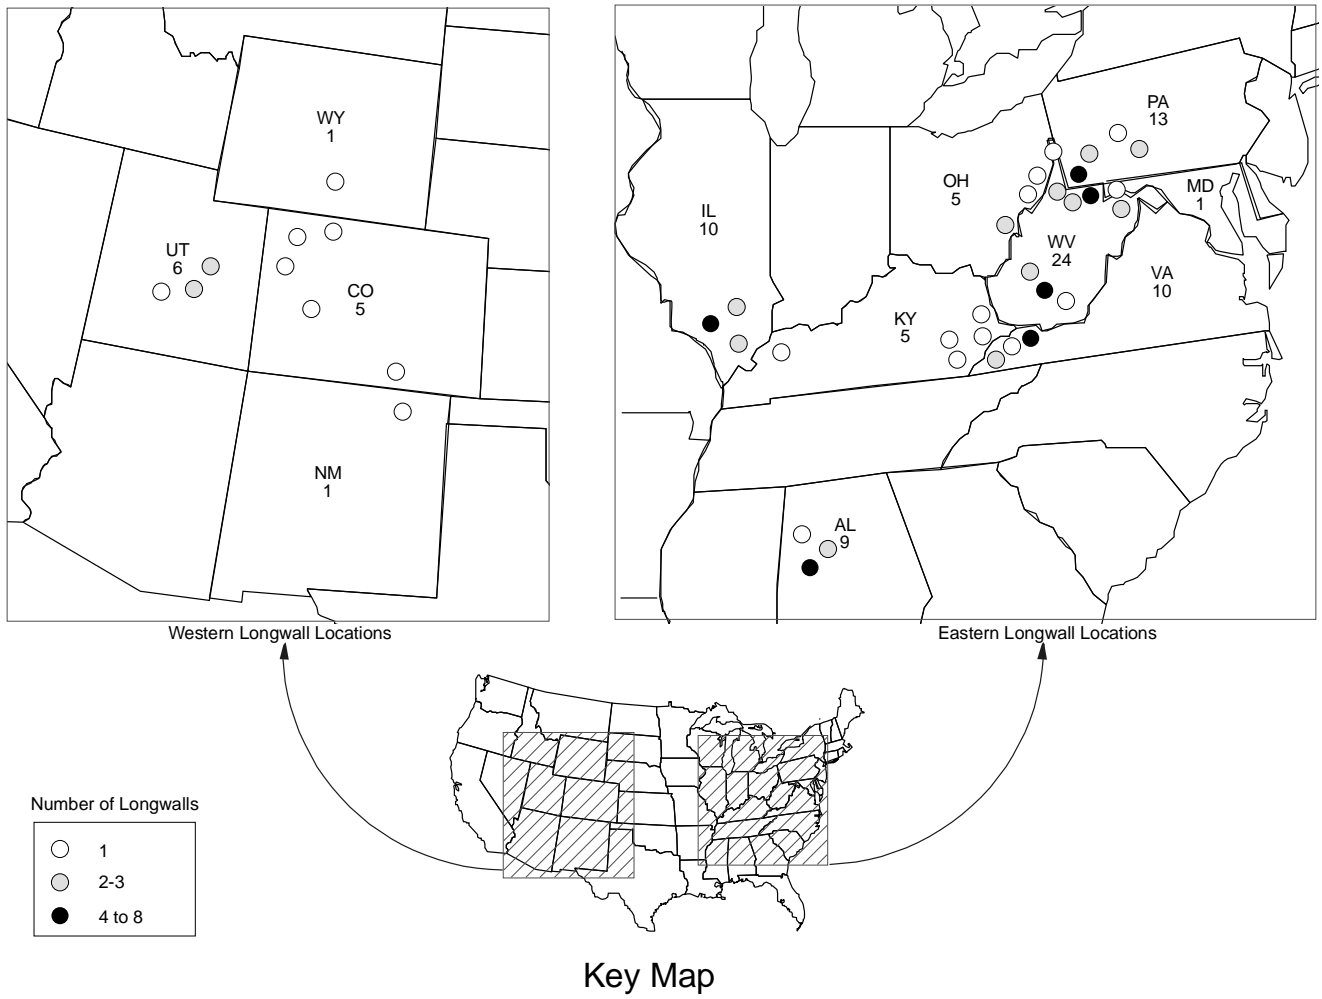 WY
1
UT
6
CO
5
NM
1
Western Longwall Locations
PA
13
OH
5
MD
1
IL
10
WV
24
VA
10
KY
5
AL
9
Eastern Longwall Locations
Number of Longwalls
1
2-3
4 to 8
Key Map